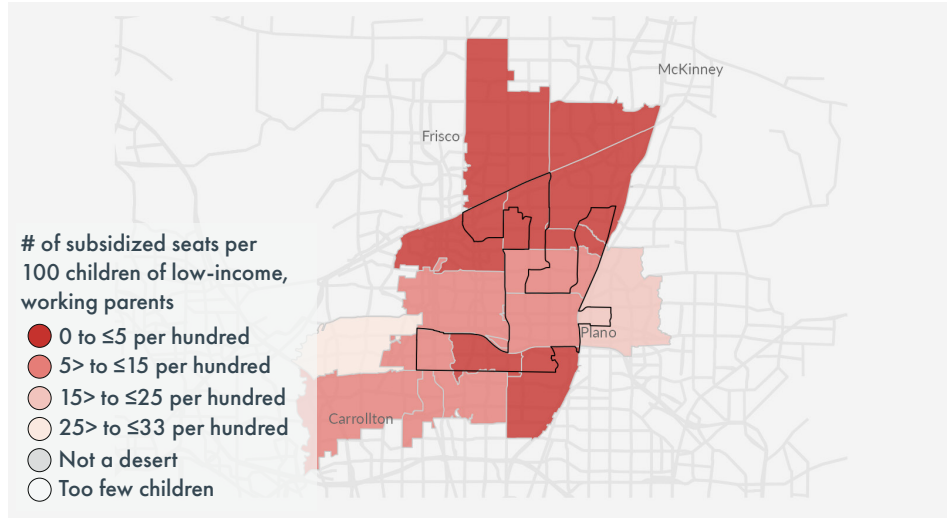 McKinney
Frisco
# of subsidized seats per
100 children of low-income,
working parents
0 to ≤5 per hundred
5> to ≤15 per hundred
15> to ≤25 per hundred
25> to ≤33 per hundred
Not a desert
Too few children
Plano
Carrollton